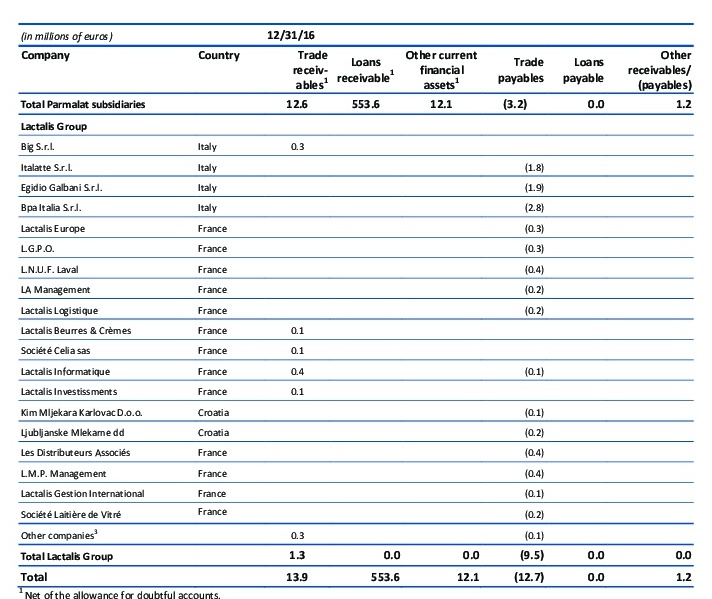 (in millions of euros) 12/31/16
Company Country Trade receiv-ables1 Loans receivable1 Other current financial assets1 Trade payables Loans payable Other receivables/(payables)
Total Parmalat subsidiaries 12.6 553.6 12.1 (3.2) 0.0 1.2
Lactalis Group
Big S.r.l. Italy 0.3
Italatte S.r.l. Italy (1.8)
Egidio Galbani S.r.l. Italy (1.9)
Bpa Italia S.r.l. Italy (2.8)
Lactalis Europe France (0.3)
L.G.P.O. France (0.3)
L.N.U.F. Laval France (0.4)
LA Management France (0.2)
Lactalis Logistique France (0.2)
Lactalis Beurres & Crèmes France 0.1
Société Celia sas France 0.1
Lactalis Informatique France 0.4 (0.1)
Lactalis Investissments France 0.1
Kim Mljekara Karlovac D.o.o. Croatia (0.1)
Ljubljanske Mlekarne dd Croatia (0.2)
Les Distributeurs Associés France (0.4)
L.M.P. Management France (0.4)
Lactalis Gestion International France (0.1)
Société Laitière de Vitré France (0.2)
Other companies3 0.3 (0.1)
Total Lactalis Group 1.3 0.0 0.0 (9.5) 0.0 0.0
Total 13.9 553.6 12.1 (12.7) 0.0 1.2
1 Net of the allowance for doubtful accounts.